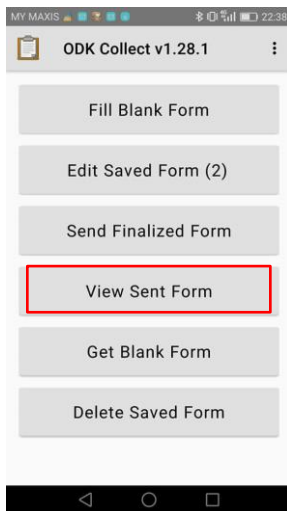 MY MAXIS 22:38
ODK Collect v1.28.1
Fill Blank Form
Edit Saved Form (2)
Send Finalized Form
View Sent Form
Get Blank Form
Delete Saved Form